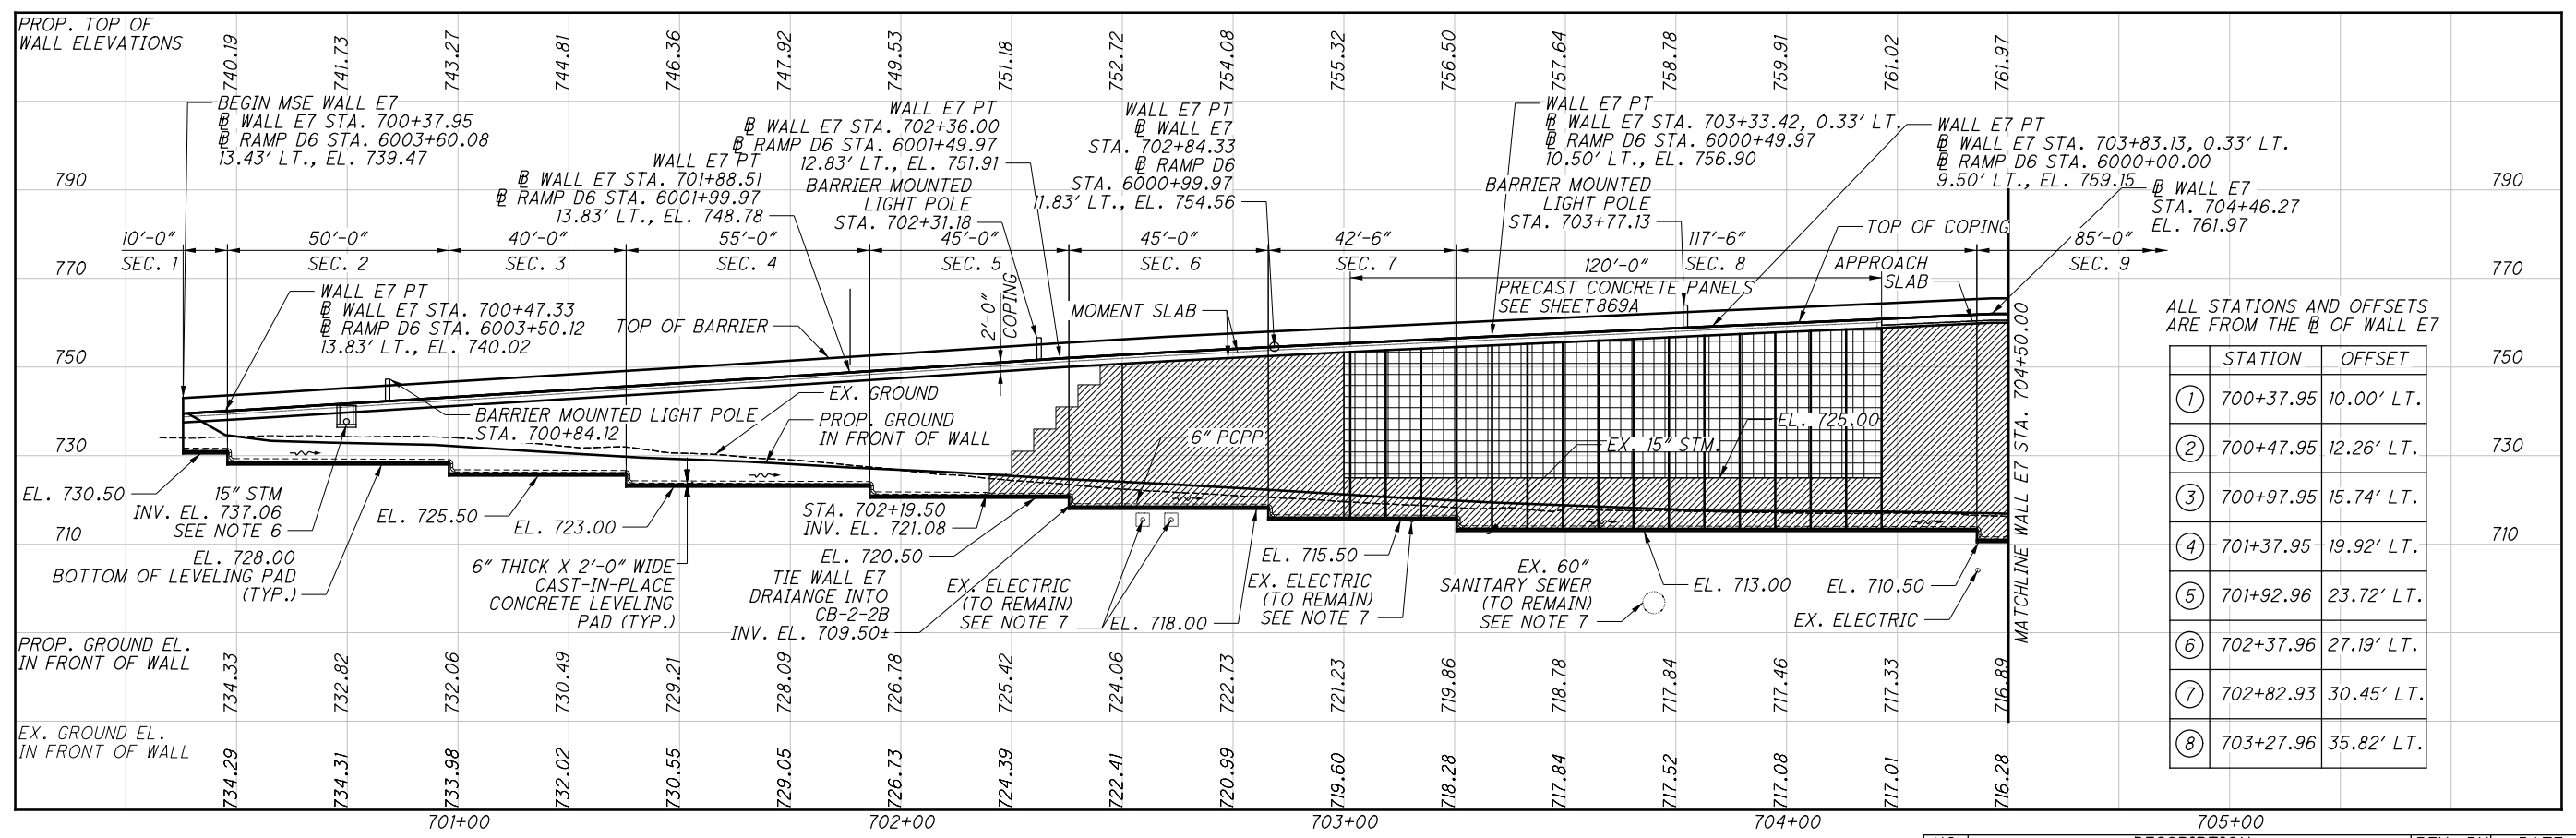 PROP. TOP OF
WALL ELEVATIONS
740.19
741.73
743.27
744.81
746.36
747.92
749.53
751.18
752.72
754.08
755.32
756.50
757.64
758.78
759.91
761.02
761.97
BEGIN MSE WALL E7
℄ WALL E7 STA. 700+37.95
℄ RAMP D6 STA. 6003+60.08
13.43' LT., EL. 739.47
WALL E7 PT
℄ WALL E7 STA. 701+88.51
℄ RAMP D6 STA. 6001+99.97
13.83' LT., EL. 748.78
WALL E7 PT
℄ WALL E7 STA. 702+36.00
℄ RAMP D6 STA. 6001+49.97
12.83' LT., EL. 751.91
BARRIER MOUNTED
LIGHT POLE
STA. 702+31.18
WALL E7 PT
℄ WALL E7
STA. 702+84.33
℄ RAMP D6
STA. 6000+99.97
11.83' LT., EL. 754.56
WALL E7 PT
℄ WALL E7 STA. 703+33.42, 0.33' LT.
℄ RAMP D6 STA. 6000+49.97
10.50' LT., EL. 756.90
BARRIER MOUNTED
LIGHT POLE
STA. 703+77.13
WALL E7 PT
℄ WALL E7 STA. 703+83.13, 0.33' LT.
℄ RAMP D6 STA. 6000+00.00
9.50' LT., EL. 759.15
℄ WALL E7
STA. 704+46.27
EL. 761.97
790
790
TOP OF COPING
10'-0"
SEC. 1
50'-0"
SEC. 2
40'-0"
SEC. 3
55'-0"
SEC. 4
45'-0"
SEC. 5
45'-0"
SEC. 6
42'-6"
SEC. 7
117'-6"
SEC. 8
85'-0"
SEC. 9
770
770
120'-0"
PRECAST CONCRETE PANELS
SEE SHEET 869A
APPROACH
SLAB
WALL E7 PT
℄ WALL E7 STA. 700+47.33
℄ RAMP D6 STA. 6003+50.12
13.83' LT., EL. 740.02
TOP OF BARRIER
2'-0"
COPING
MOMENT SLAB
MATCHLINE WALL E7 STA. 704+50.00
ALL STATIONS AND OFFSETS
ARE FROM THE ℄ OF WALL E7
750
750
STATION OFFSET
1 700+37.95 10.00' LT.
2 700+47.95 12.26' LT.
3 700+97.95 15.74' LT.
4 701+37.95 19.92' LT.
5 701+92.96 23.72' LT.
6 702+37.96 27.19' LT.
7 702+82.93 30.45' LT.
8 703+27.96 35.82' LT.
BARRIER MOUNTED LIGHT POLE
STA. 700+84.12
EX. GROUND
PROP. GROUND
IN FRONT OF WALL
6" PCPP
EX. 15" STM.
EL. 725.00
730
730
EL. 730.50
15" STM
INV. EL. 737.06
SEE NOTE 6
EL. 725.50
EL. 723.00
STA. 702+19.50
INV. EL. 721.08
710
710
EL. 728.00
BOTTOM OF LEVELING PAD
(TYP.)
6" THICK X 2'-0" WIDE
CAST-IN-PLACE
CONCRETE LEVELING
PAD (TYP.)
EL. 720.50
TIE WALL E7
DRAIANGE INTO
CB-2-2B
INV. EL. 709.50±
EX. ELECTRIC
(TO REMAIN)
SEE NOTE 7
EL. 718.00
EL. 715.50
EX. ELECTRIC
(TO REMAIN)
SEE NOTE 7
EX. 60"
SANITARY SEWER
(TO REMAIN)
SEE NOTE 7
EL. 713.00
EL. 710.50
EX. ELECTRIC
PROP. GROUND EL.
IN FRONT OF WALL
734.33
732.82
732.06
730.49
729.21
728.09
726.78
725.42
724.06
722.73
721.23
719.86
718.78
717.84
717.46
717.33
716.89
EX. GROUND EL.
IN FRONT OF WALL
734.29
734.31
733.98
732.02
730.55
729.05
726.73
724.39
722.41
720.99
719.60
718.28
717.84
717.52
717.08
717.01
716.28
701+00
702+00
703+00
704+00
705+00